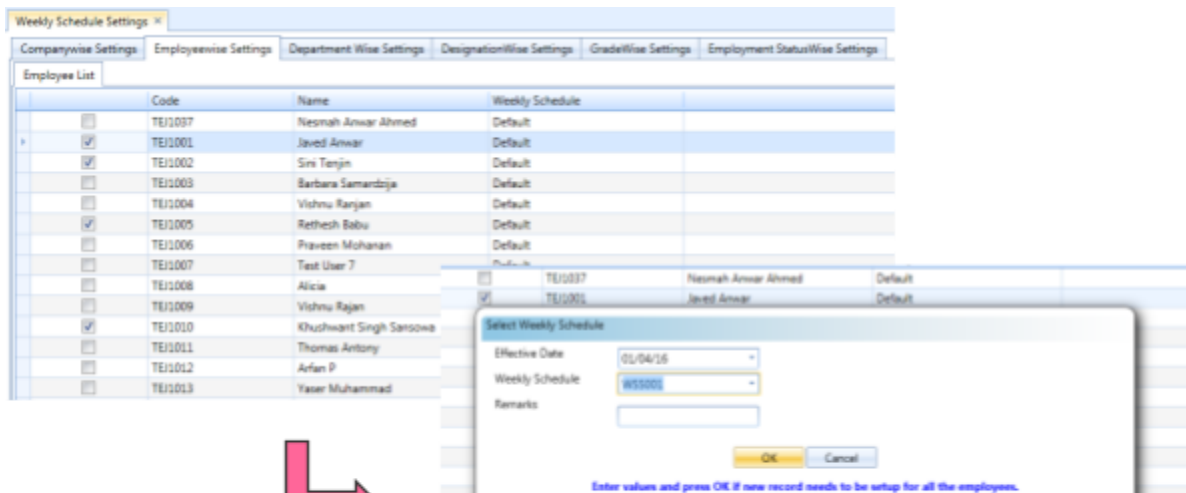 Weekly Schedule Settings ×
Companywise Settings Employeewise Settings Department Wise Settings DesignationWise Settings GradeWise Settings Employment StatusWise Settings
Employee List
Code Name Weekly Schedule
TEJ1037 Nesmah Anwar Ahmed Default
TEJ1001 Javed Anwar Default
TEJ1002 Sini Tenjin Default
TEJ1003 Barbara Samardzija Default
TEJ1004 Vishnu Ranjan Default
TEJ1005 Rethesh Babu Default
TEJ1006 Praveen Mohanan Default
TEJ1007 Test User 7 Default
TEJ1008 Alicia
TEJ1009 Vishnu Rajan
TEJ1010 Khushwant Singh Sansowa
TEJ1011 Thomas Antony
TEJ1012 Arfan P
TEJ1013 Yaser Muhammad
TEJ1037 Nesmah Anwar Ahmed Default
TEJ1001 Javed Anwar Default
Select Weekly Schedule
Effective Date 01/04/16
Weekly Schedule WSS001
Remarks
OK Cancel
Enter values and press OK if new record needs to be setup for all the employees.